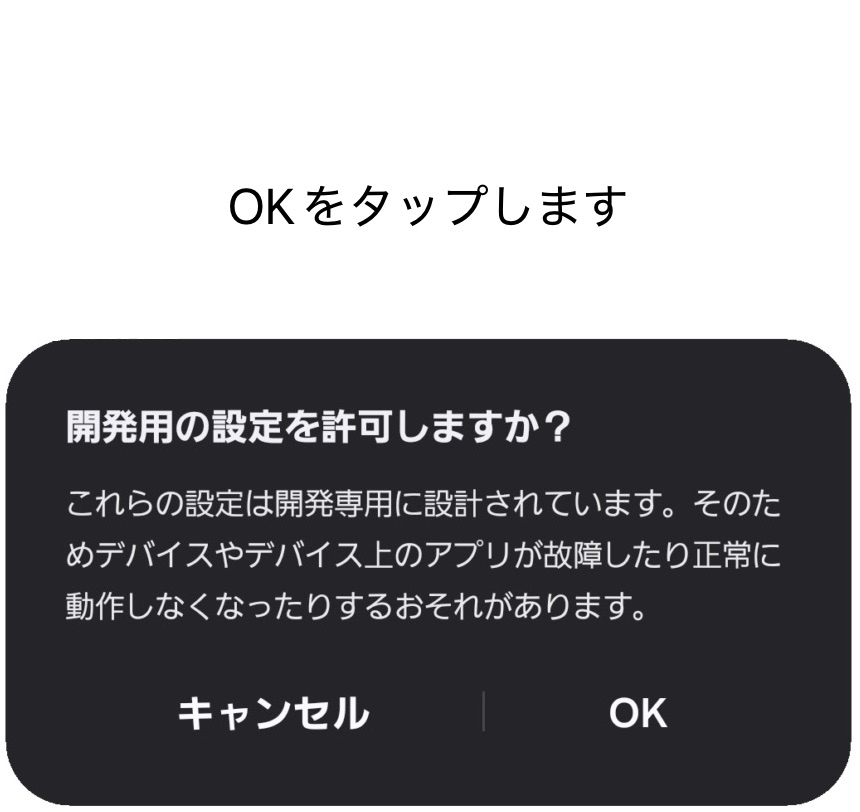 OKをタップします
開発用の設定を許可しますか？
これらの設定は開発専用に設計されています。そのた
めデバイスやデバイス上のアプリが故障したり正常に
動作しなくなったりするおそれがあります。
キャンセル
OK